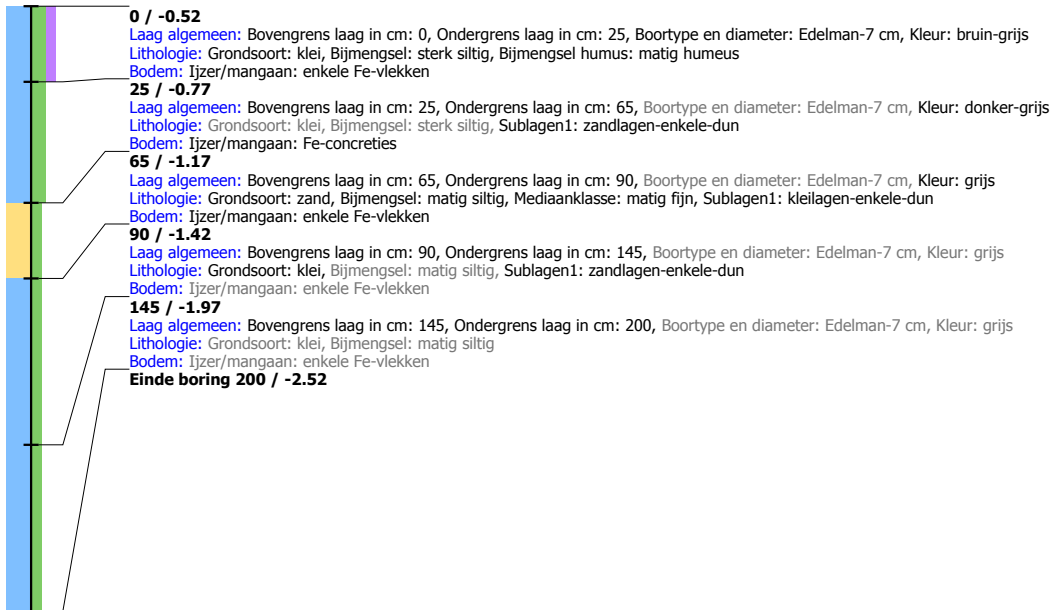 0 / -0.52
Laag algemeen: Bovengrens laag in cm: 0, Ondergrens laag in cm: 25, Boortype en diameter: Edelman-7 cm, Kleur: bruin-grijs
Lithologie: Grondsoort: klei, Bijmengsel: sterk siltig, Bijmengsel humus: matig humeus
Bodem: Ijzer/mangaan: enkele Fe-vlekken
25 / -0.77
Laag algemeen: Bovengrens laag in cm: 25, Ondergrens laag in cm: 65, Boortype en diameter: Edelman-7 cm, Kleur: donker-grijs
Lithologie: Grondsoort: klei, Bijmengsel: sterk siltig, Sublagen1: zandlagen-enkele-dun
Bodem: Ijzer/mangaan: Fe-concreties
65 / -1.17
Laag algemeen: Bovengrens laag in cm: 65, Ondergrens laag in cm: 90, Boortype en diameter: Edelman-7 cm, Kleur: grijs
Lithologie: Grondsoort: zand, Bijmengsel: matig siltig, Mediaanklasse: matig fijn, Sublagen1: kleilagen-enkele-dun
Bodem: Ijzer/mangaan: enkele Fe-vlekken
90 / -1.42
Laag algemeen: Bovengrens laag in cm: 90, Ondergrens laag in cm: 145, Boortype en diameter: Edelman-7 cm, Kleur: grijs
Lithologie: Grondsoort: klei, Bijmengsel: matig siltig, Sublagen1: zandlagen-enkele-dun
Bodem: Ijzer/mangaan: enkele Fe-vlekken
145 / -1.97
Laag algemeen: Bovengrens laag in cm: 145, Ondergrens laag in cm: 200, Boortype en diameter: Edelman-7 cm, Kleur: grijs
Lithologie: Grondsoort: klei, Bijmengsel: matig siltig
Bodem: Ijzer/mangaan: enkele Fe-vlekken
Einde boring 200 / -2.52